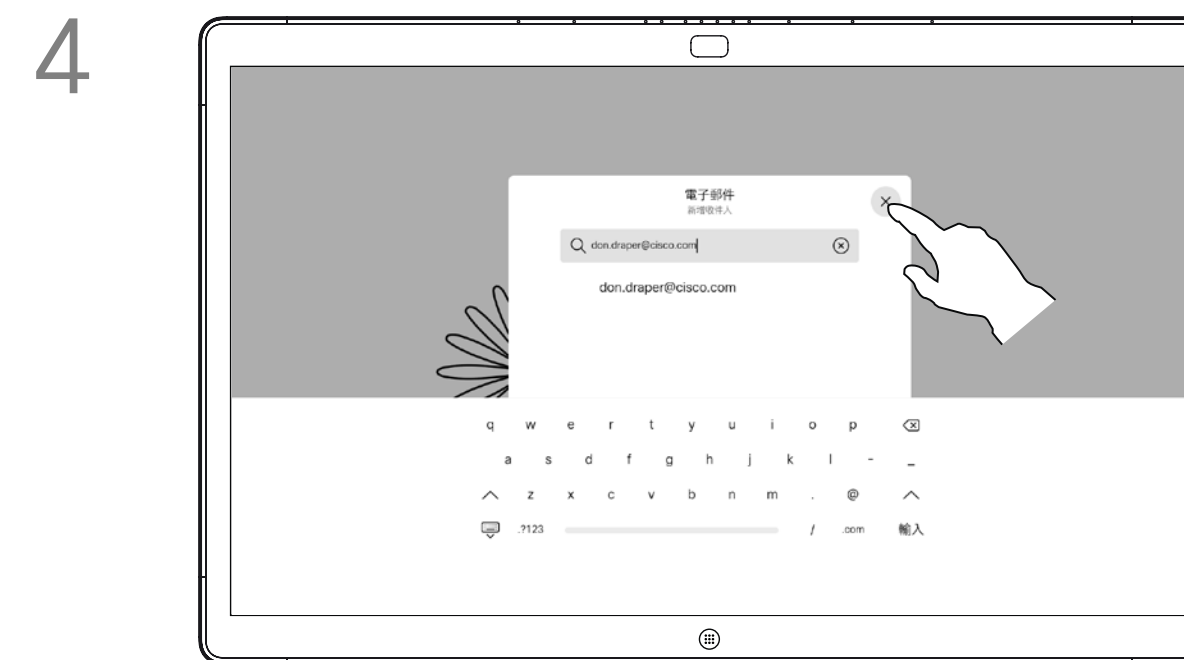 4
電子郵件
新增收件人
don.draper@cisco.com
don.draper@cisco.com
q w e r t y u i o p
a s d f g h j k l - _
z x c v b n m . @
.?123 / .com 輸入